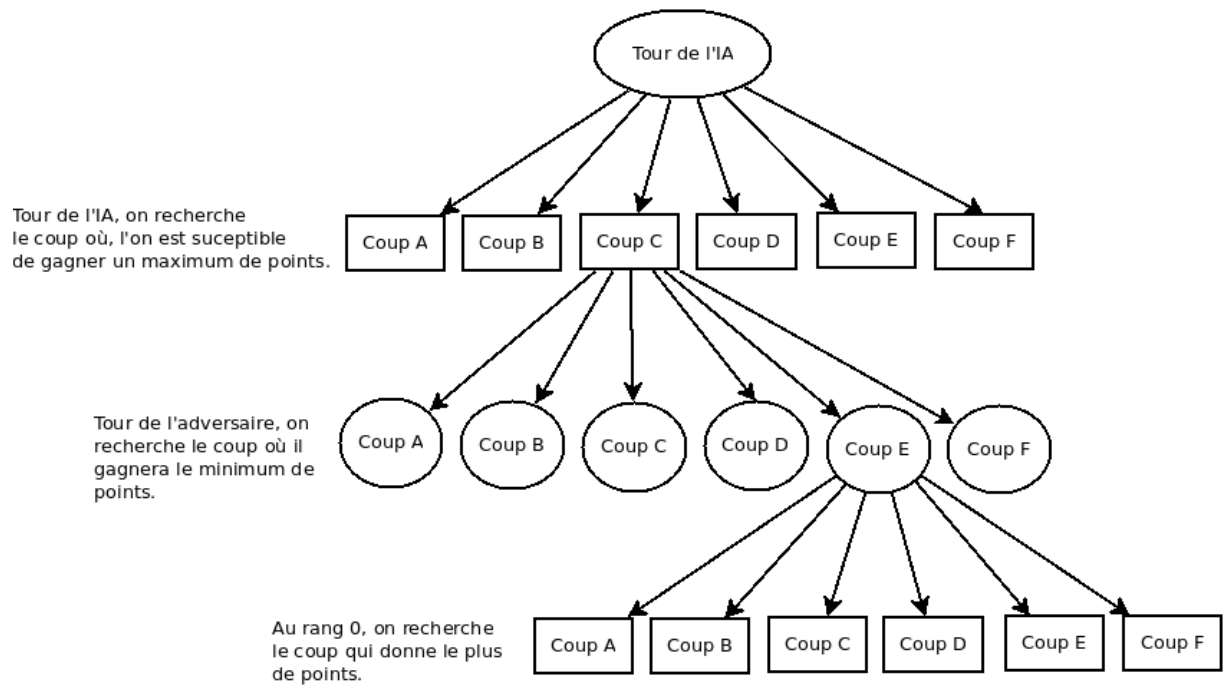 Tour de l'IA
Tour de l'IA, on recherche
le coup où, l'on est suceptible
de gagner un maximum de points.
Coup A
Coup B
Coup C
Coup D
Coup E
Coup F
Tour de l'adversaire, on
recherche le coup où il
gagnera le minimum de
points.
Coup A
Coup B
Coup C
Coup D
Coup E
Coup F
Au rang 0, on recherche
le coup qui donne le plus
de points.
Coup A
Coup B
Coup C
Coup D
Coup E
Coup F